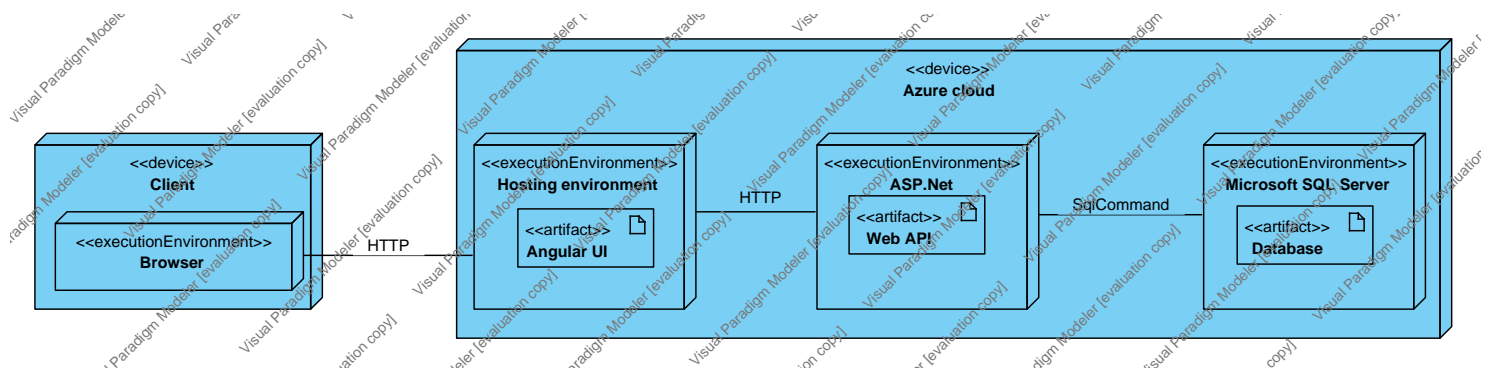 <<device>>
Azure cloud
<<device>>
Client
<<executionEnvironment>>
Browser
HTTP
<<executionEnvironment>>
Hosting environment
<<artifact>>
Angular UI
HTTP
<<executionEnvironment>>
ASP.Net
<<artifact>>
Web API
SqlCommand
<<executionEnvironment>>
Microsoft SQL Server
<<artifact>>
Database
Visual Paradigm Modeler [evaluation copy]